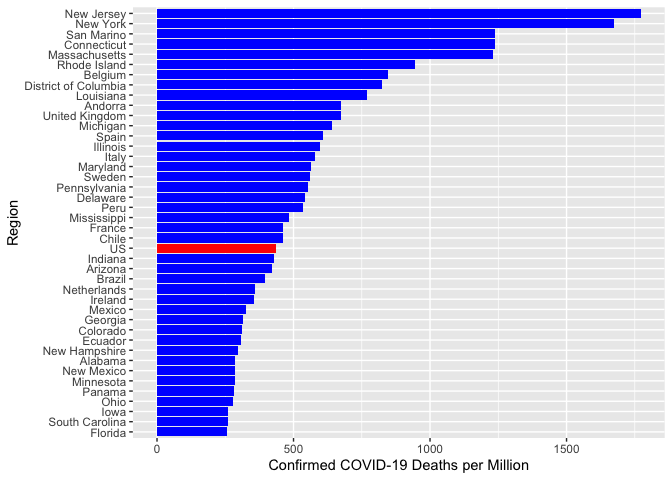 New Jersey
New York
San Marino
Connecticut
Massachusetts
Rhode Island
Belgium
District of Columbia
Louisiana
Andorra
United Kingdom
Michigan
Spain
Illinois
Italy
Maryland
Sweden
Pennsylvania
Delaware
Peru
Mississippi
France
Chile
US
Indiana
Arizona
Brazil
Netherlands
Ireland
Mexico
Georgia
Colorado
Ecuador
New Hampshire
Alabama
New Mexico
Minnesota
Panama
Ohio
Iowa
South Carolina
Florida
Region
0 500 1000 1500
Confirmed COVID-19 Deaths per Million